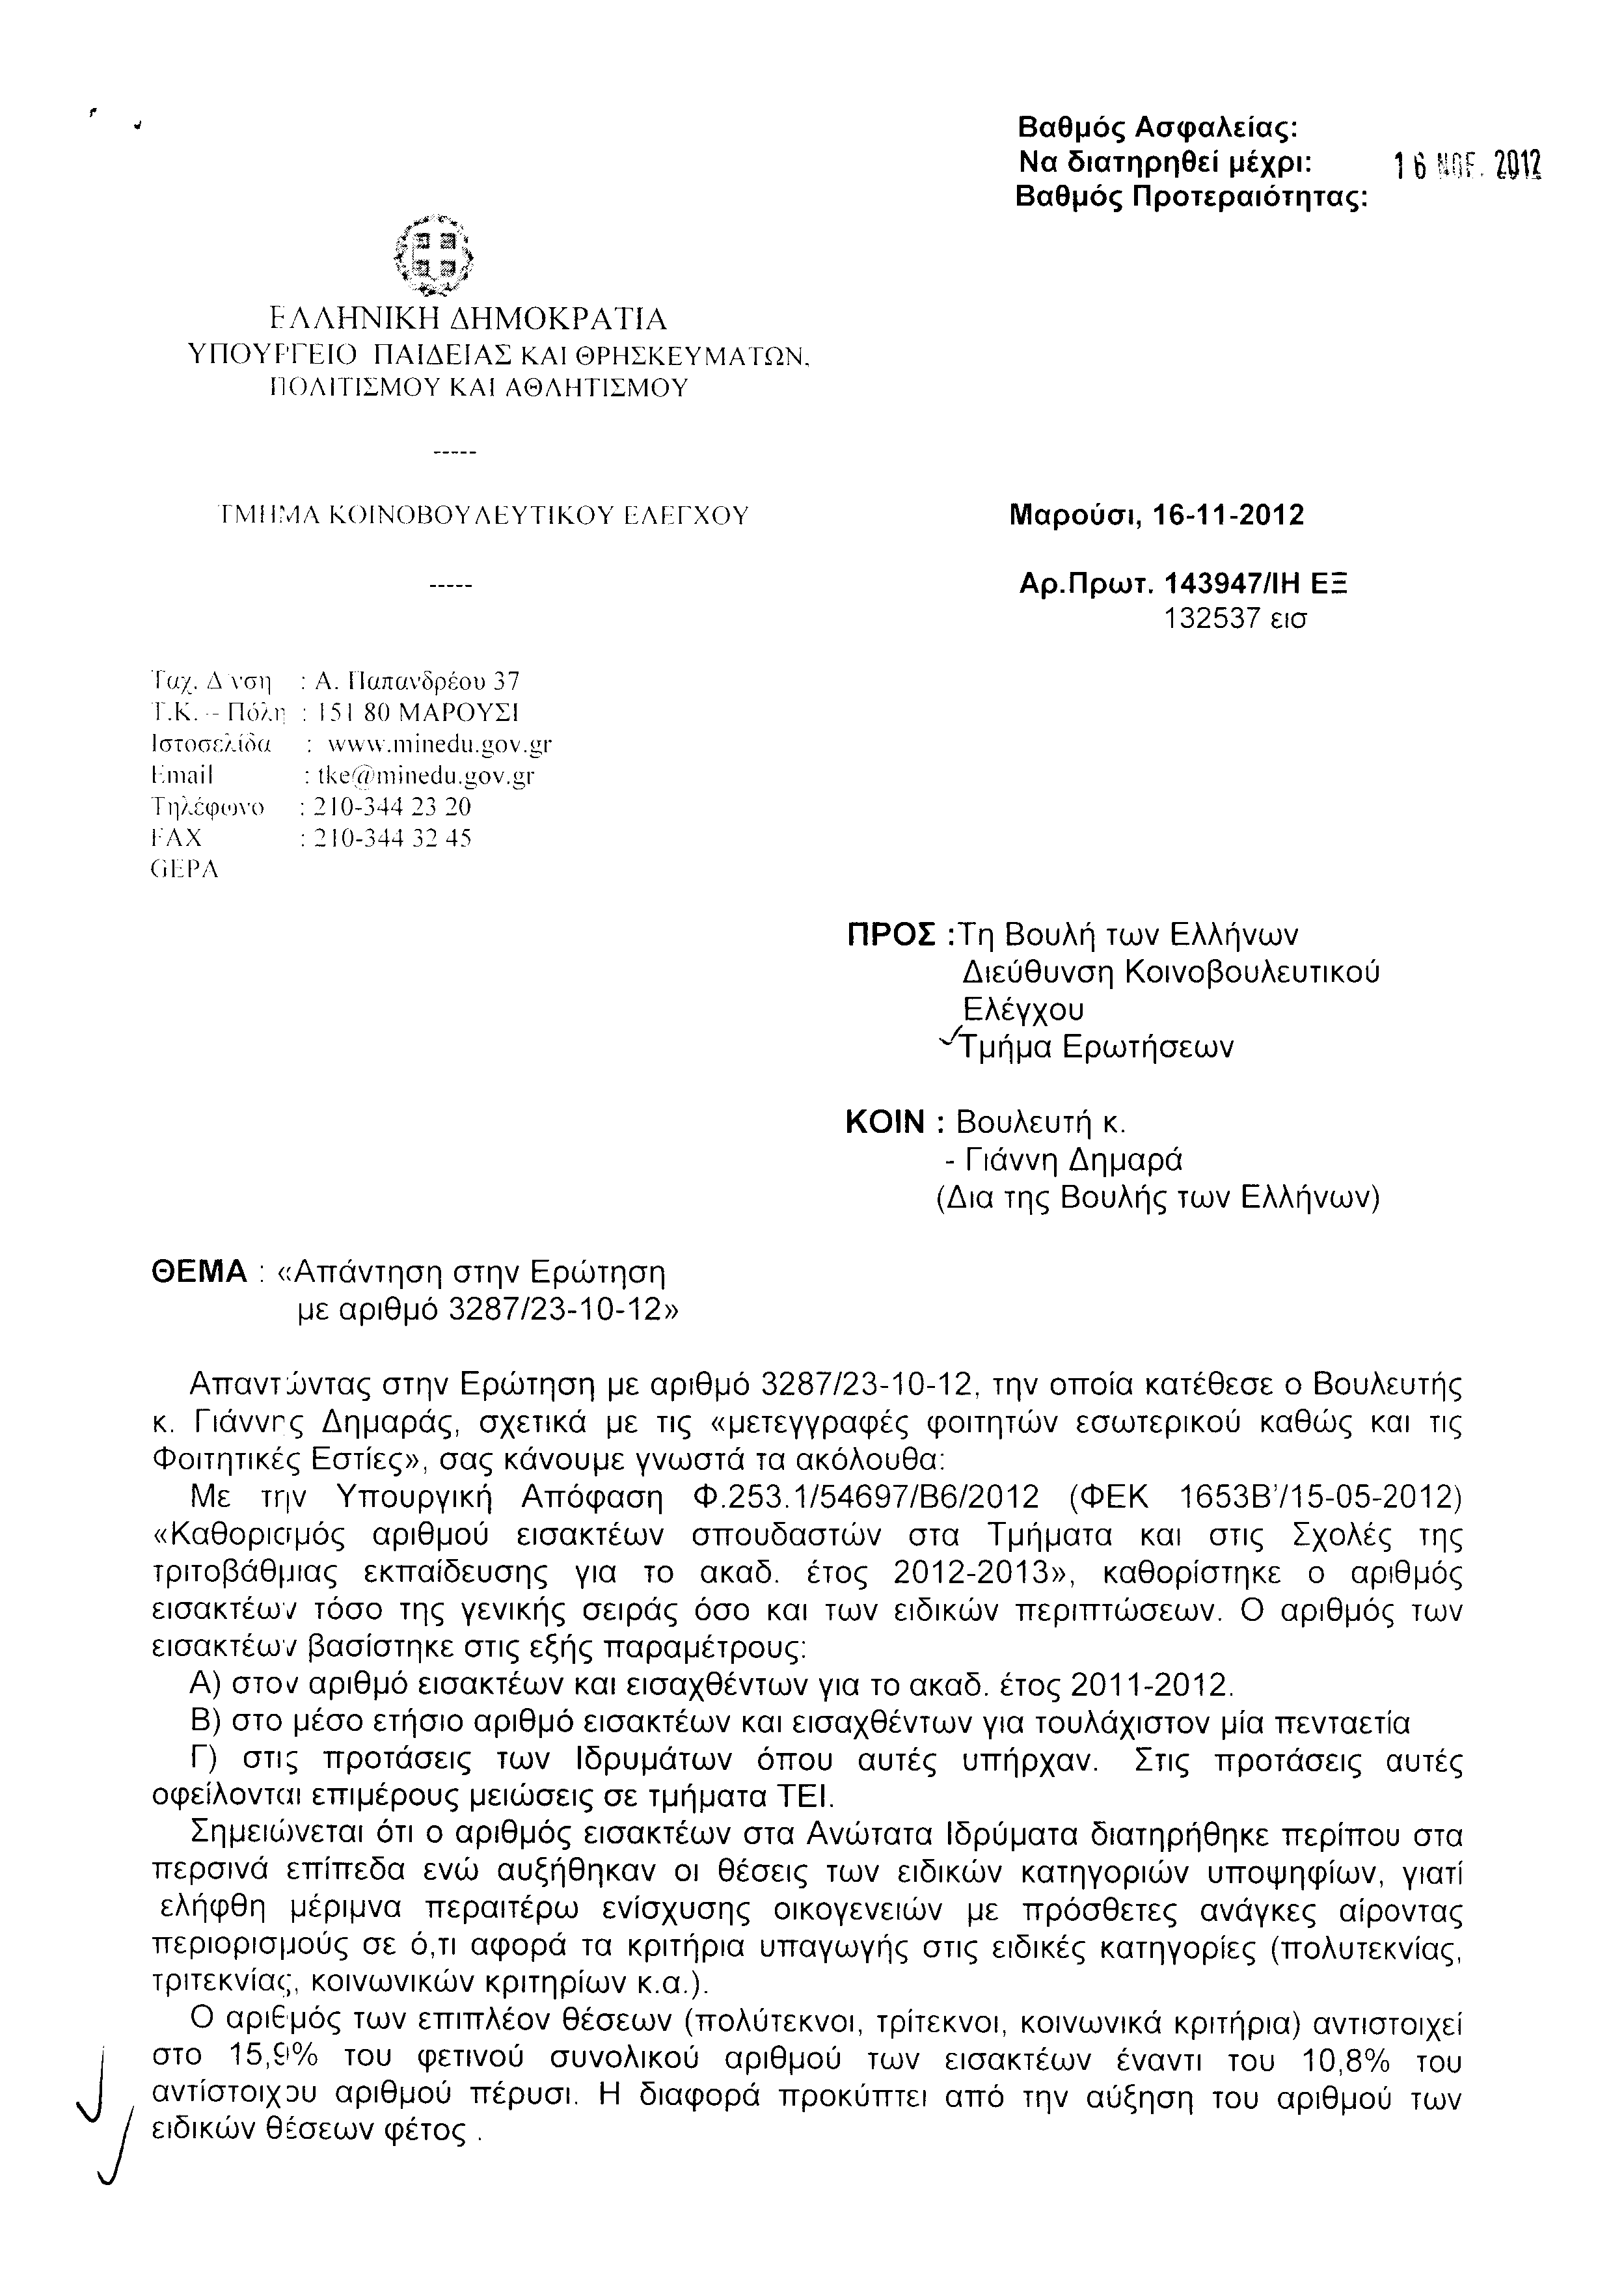 Βαθμός Ασφαλείας:
Να διατηρηθεί μέχρι: 16 ΝΟΕ. 2012
Βαθμός Προτεραιότητας:
ΕΛΛΗΝΙΚΗ ΔΗΜΟΚΡΑΤΙΑ
ΥΠΟΥΡΓΕΙΟ ΠΑΙΔΕΙΑΣ ΚΑΙ ΘΡΗΣΚΕΥΜΑΤΩΝ,
ΠΟΛΙΤΙΣΜΟΥ ΚΑΙ ΑΘΛΗΤΙΣΜΟΥ
-----
ΤΜΗΜΑ ΚΟΙΝΟΒΟΥΛΕΥΤΙΚΟΥ ΕΛΕΓΧΟΥ
Μαρούσι, 16-11-2012
-----
Αρ.Πρωτ. 143947/ΙΗ ΕΞ
132537 εισ
Ταχ. Δ νση : Α. Παπανδρέου 37
Τ.Κ. – Πόλη : 151 80 ΜΑΡΟΥΣΙ
Ιστοσελίδα : www.minedu.gov.gr
Email : tke@minedu.gov.gr
Τηλέφωνο : 210-344 23 20
FAX : 210-344 32 45
GEPA
ΠΡΟΣ :Τη Βουλή των Ελλήνων
Διεύθυνση Κοινοβουλευτικού
Ελέγχου
Τμήμα Ερωτήσεων
ΚΟΙΝ : Βουλευτή κ.
- Γιάννη Δημαρά
(Δια της Βουλής των Ελλήνων)
ΘΕΜΑ : «Απάντηση στην Ερώτηση
με αριθμό 3287/23-10-12»
Απαντώντας στην Ερώτηση με αριθμό 3287/23-10-12, την οποία κατέθεσε ο Βουλευτής
κ. Γιάννης Δημαράς, σχετικά με τις «μετεγγραφές φοιτητών εσωτερικού καθώς και τις
Φοιτητικές Εστίες», σας κάνουμε γνωστά τα ακόλουθα:
Με την Υπουργική Απόφαση Φ.253.1/54697/Β6/2012 (ΦΕΚ 1653Β'/15-05-2012)
«Καθορισμός αριθμού εισακτέων σπουδαστών στα Τμήματα και στις Σχολές της
τριτοβάθμιας εκπαίδευσης για το ακαδ. έτος 2012-2013», καθορίστηκε ο αριθμός
εισακτέων τόσο της γενικής σειράς όσο και των ειδικών περιπτώσεων. Ο αριθμός των
εισακτέων βασίστηκε στις εξής παραμέτρους:
Α) στον αριθμό εισακτέων και εισαχθέντων για το ακαδ. έτος 2011-2012.
Β) στο μέσο ετήσιο αριθμό εισακτέων και εισαχθέντων για τουλάχιστον μία πενταετία
Γ) στις προτάσεις των Ιδρυμάτων όπου αυτές υπήρχαν. Στις προτάσεις αυτές
οφείλονται επιμέρους μειώσεις σε τμήματα ΤΕΙ.
Σημειώνεται ότι ο αριθμός εισακτέων στα Ανώτατα Ιδρύματα διατηρήθηκε περίπου στα
περσινά επίπεδα ενώ αυξήθηκαν οι θέσεις των ειδικών κατηγοριών υποψηφίων, γιατί
ελήφθη μέριμνα περαιτέρω ενίσχυσης οικογενειών με πρόσθετες ανάγκες αίροντας
περιορισμούς σε ό,τι αφορά τα κριτήρια υπαγωγής στις ειδικές κατηγορίες (πολυτεκνίας,
τριτεκνίας, κοινωνικών κριτηρίων κ.α.).
Ο αριθμός των επιπλέον θέσεων (πολύτεκνοι, τρίτεκνοι, κοινωνικά κριτήρια) αντιστοιχεί
στο 15,9% του φετινού συνολικού αριθμού των εισακτέων έναντι του 10,8% του
αντίστοιχου αριθμού πέρυσι. Η διαφορά προκύπτει από την αύξηση του αριθμού των
ειδικών θέσεων φέτος .